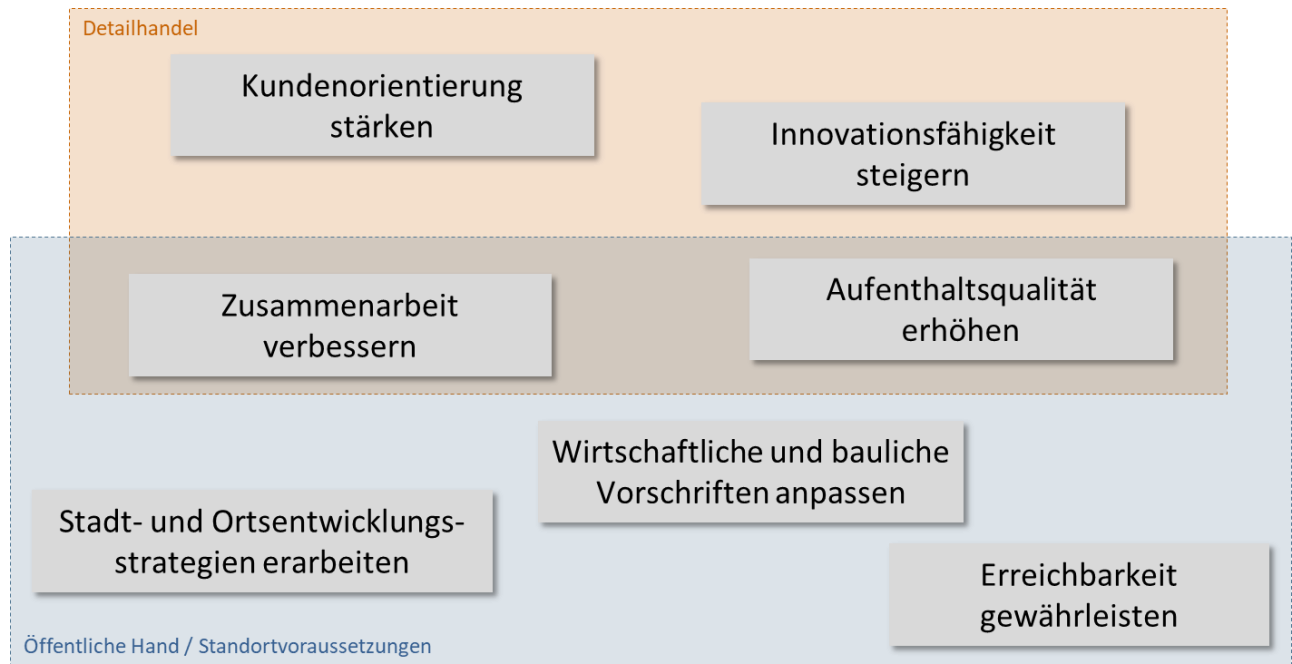 Detailhandel
Kundenorientierung
stärken
Innovationsfähigkeit
steigern
Zusammenarbeit
verbessern
Aufenthaltsqualität
erhöhen
Wirtschaftliche und bauliche
Vorschriften anpassen
Stadt- und Ortsentwicklungs-
strategien erarbeiten
Erreichbarkeit
gewährleisten
Öffentliche Hand / Standortvoraussetzungen